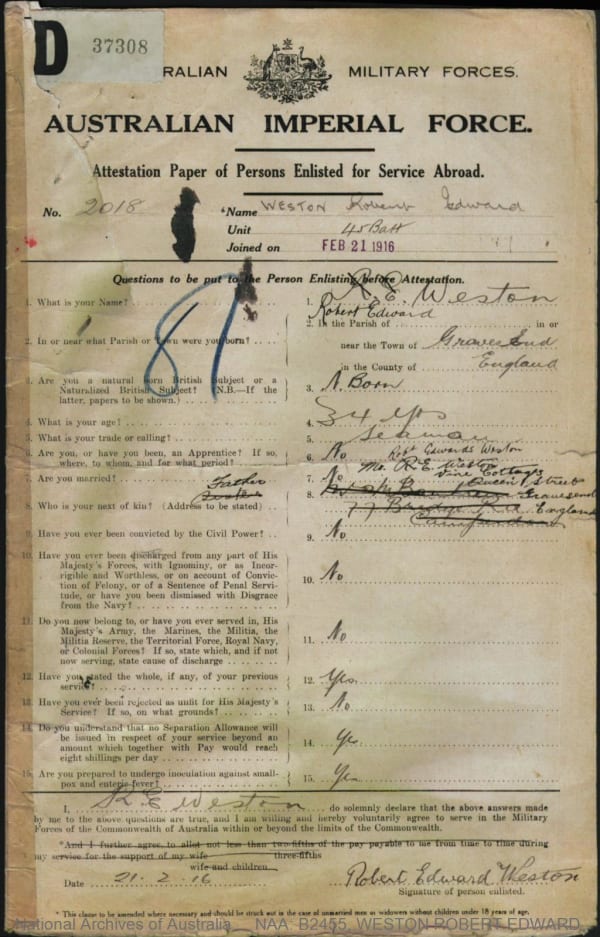 D 37308
RALIAN MILITARY FORCES.
AUSTRALIAN IMPERIAL FORCE.
Attestation Paper of Persons Enlisted for Service Abroad.
No. 2018 *Name WESTON Robert Edward
Unit 45 Batt
Joined on FEB 21 1916
Questions to be put to the Person Enlisting before Attestation.
87
1. What is your Name? 1. R. E. Weston
Robert Edward
2. In or near what Parish or Town were you born? 2. In the Parish of in or
near the Town of Gravesend
in the County of England
3. Are you a natural born British Subject or a
Naturalized British Subject? (N.B.—If the
latter, papers to be shown.) 3. N. Born
4. What is your age? 4. 34 yrs
5. What is your trade or calling? 5. Seaman
6. Are you, or have you been, an Apprentice? If so,
where, to whom, and for what period? 6. No
Robt Edwards Weston
7. Are you married? 7. No
Mr. R. E. Weston
Vine Cottages
Father
8. Who is your next of kin? (Address to be stated) 8. Queen Street
Gravesend
17 Bridge England
9. Have you ever been convicted by the Civil Power? 9. No
10. Have you ever been discharged from any part of His
Majesty's Forces, with Ignominy, or as Incor-
rigible and Worthless, or on account of Convic-
tion of Felony, or of a Sentence of Penal Servi-
tude, or have you been dismissed with Disgrace
from the Navy? 10. No
11. Do you now belong to, or have you ever served in, His
Majesty's Army, the Marines, the Militia, the
Militia Reserve, the Territorial Force, Royal Navy,
or Colonial Forces? If so, state which, and if not
now serving, state cause of discharge 11. No
12. Have you stated the whole, if any, of your previous
service? 12. Yes
13. Have you ever been rejected as unfit for His Majesty's
Service? If so, on what grounds? 13. No
14. Do you understand that no Separation Allowance will
be issued in respect of your service beyond an
amount which together with Pay would reach
eight shillings per day 14. Yes
15. Are you prepared to undergo inoculation against small-
pox and enteric fever? 15. Yes
I, R E Weston do solemnly declare that the above answers made
by me to the above questions are true, and I am willing and hereby voluntarily agree to serve in the Military
Forces of the Commonwealth of Australia within or beyond the limits of the Commonwealth.
*And I further agree to allot not less than two-fifths of the pay payable to me from time to time during
my service for the support of my wife three-fifths
wife and children
Date 21-2-16 Robert Edward Weston
Signature of person enlisted.
* This clause to be amended where necessary and should be struck out in the case of unmarried men or widowers without children under 18 years of age.
National Archives of Australia NAA: B2455, WESTON ROBERT EDWARD